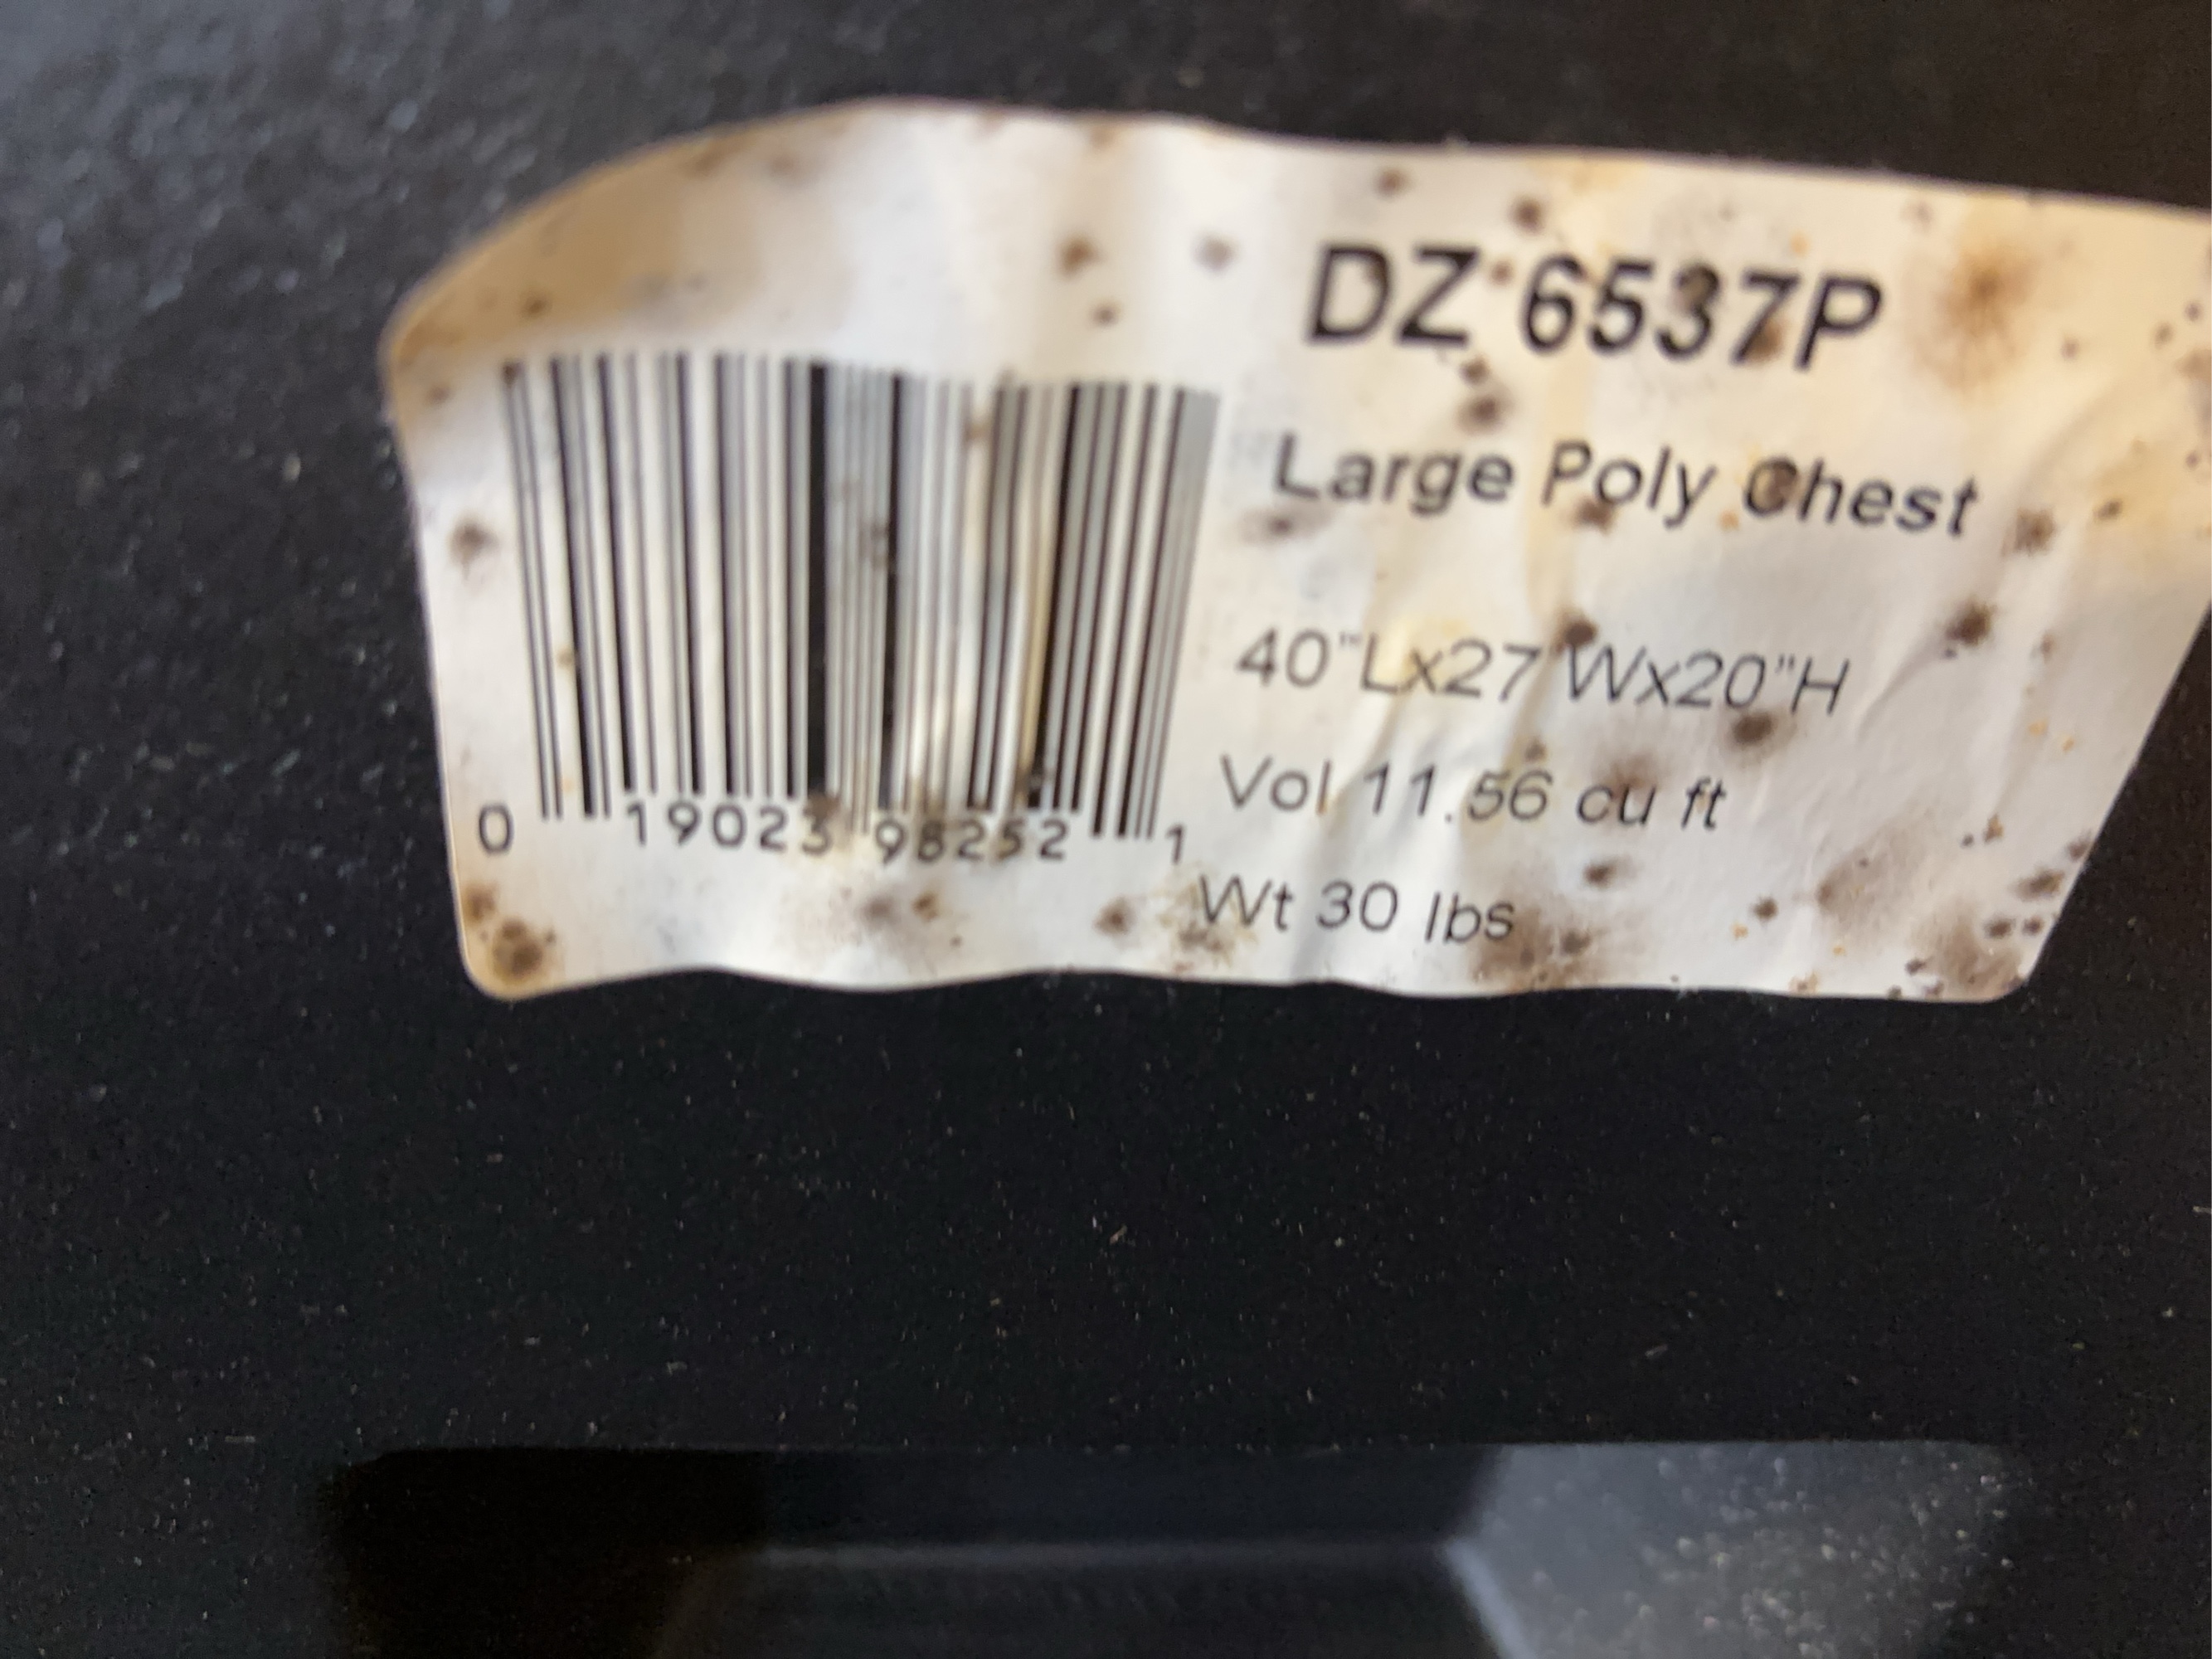 DZ 6537P
Large Poly Chest
40"Lx27"Wx20"H
Vol 11.56 cu ft
Wt 30 lbs
0 19023 98252 1